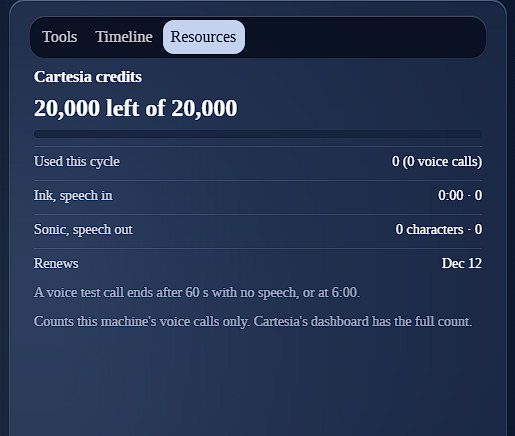 Tools Timeline Resources
Cartesia credits
20,000 left of 20,000
Used this cycle 0 (0 voice calls)
Ink, speech in 0:00 · 0
Sonic, speech out 0 characters · 0
Renews Dec 12
A voice test call ends after 60 s with no speech, or at 6:00.
Counts this machine's voice calls only. Cartesia's dashboard has the full count.